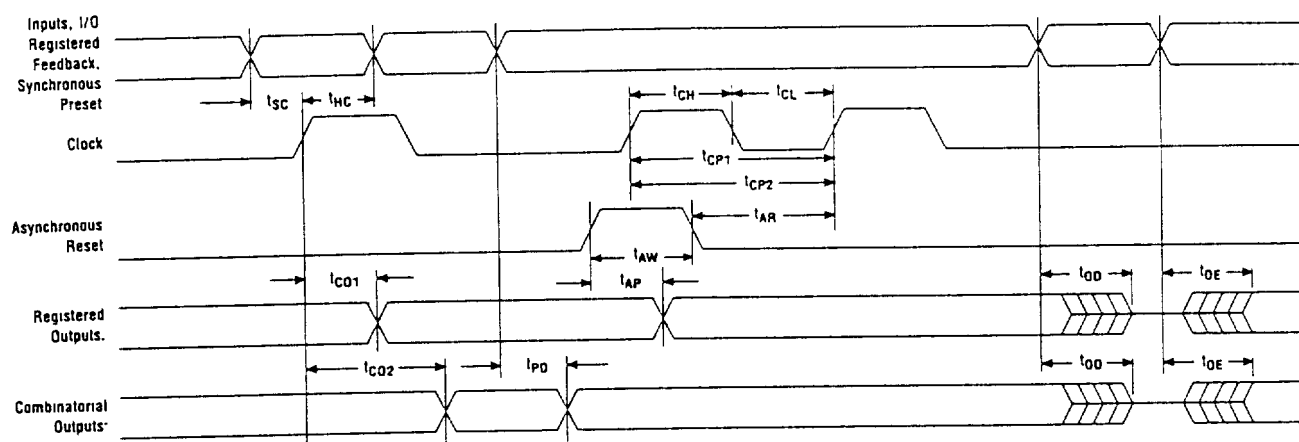 Inputs, I/O
Registered
Feedback,
Synchronous
Preset
tSC
tHC
tCH
tCL
Clock
tCP1
tCP2
tAR
Asynchronous
Reset
tAW
tCO1
tAP
tOD
tOE
Registered
Outputs.
tCO2
tPD
tOD
tOE
Combinatorial
Outputs